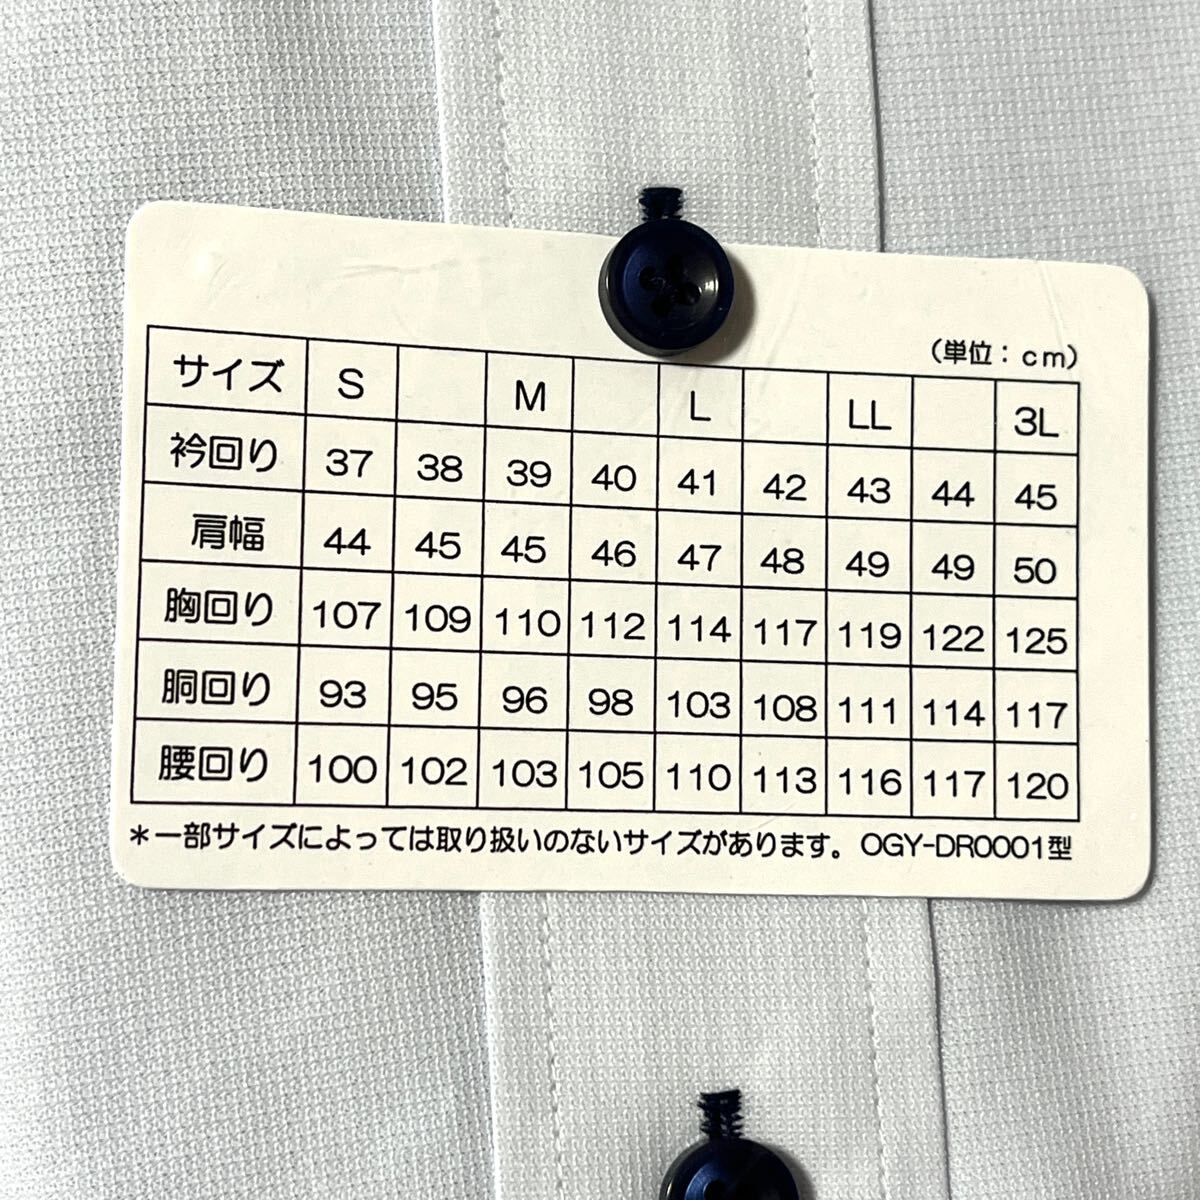 (単位：cm)
サイズ S M L LL 3L
衿回り 37 38 39 40 41 42 43 44 45
肩幅 44 45 45 46 47 48 49 49 50
胸回り 107 109 110 112 114 117 119 122 125
胴回り 93 95 96 98 103 108 111 114 117
腰回り 100 102 103 105 110 113 116 117 120
*一部サイズによっては取り扱いのないサイズがあります。OGY-DR0001型